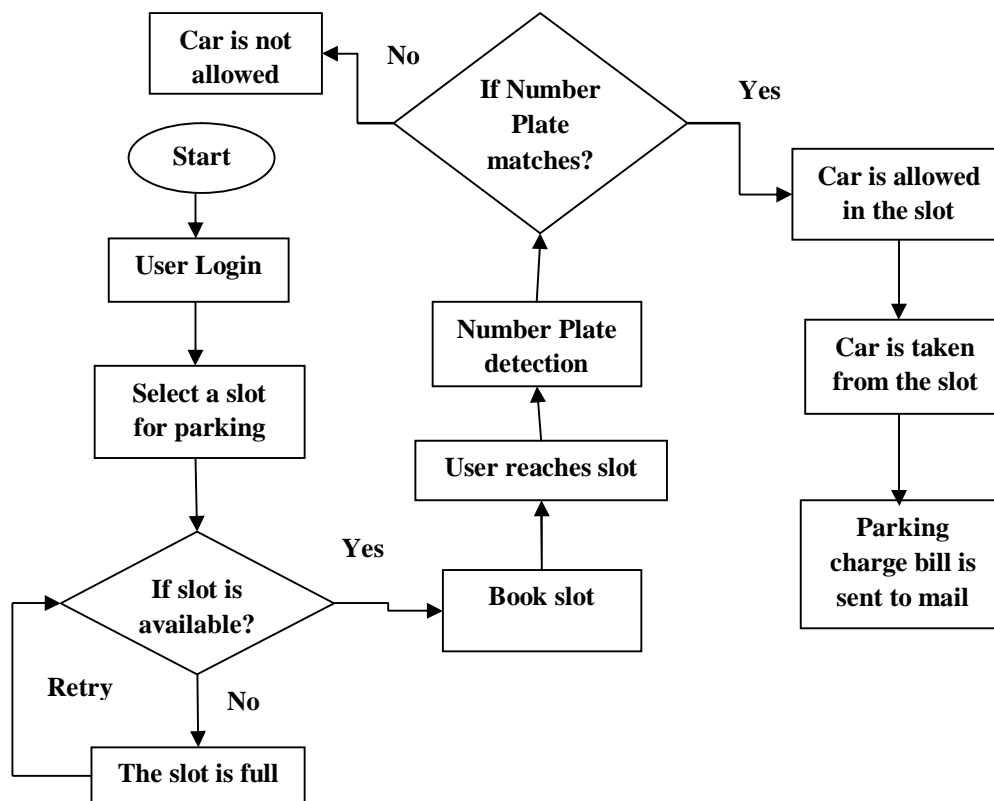 Car is not
allowed
No
If Number
Plate
matches?
Yes
Start
Car is allowed
in the slot
User Login
Number Plate
detection
Car is taken
from the slot
Select a slot
for parking
User reaches slot
Parking
charge bill is
sent to mail
Yes
If slot is
available?
Book slot
Retry
No
The slot is full